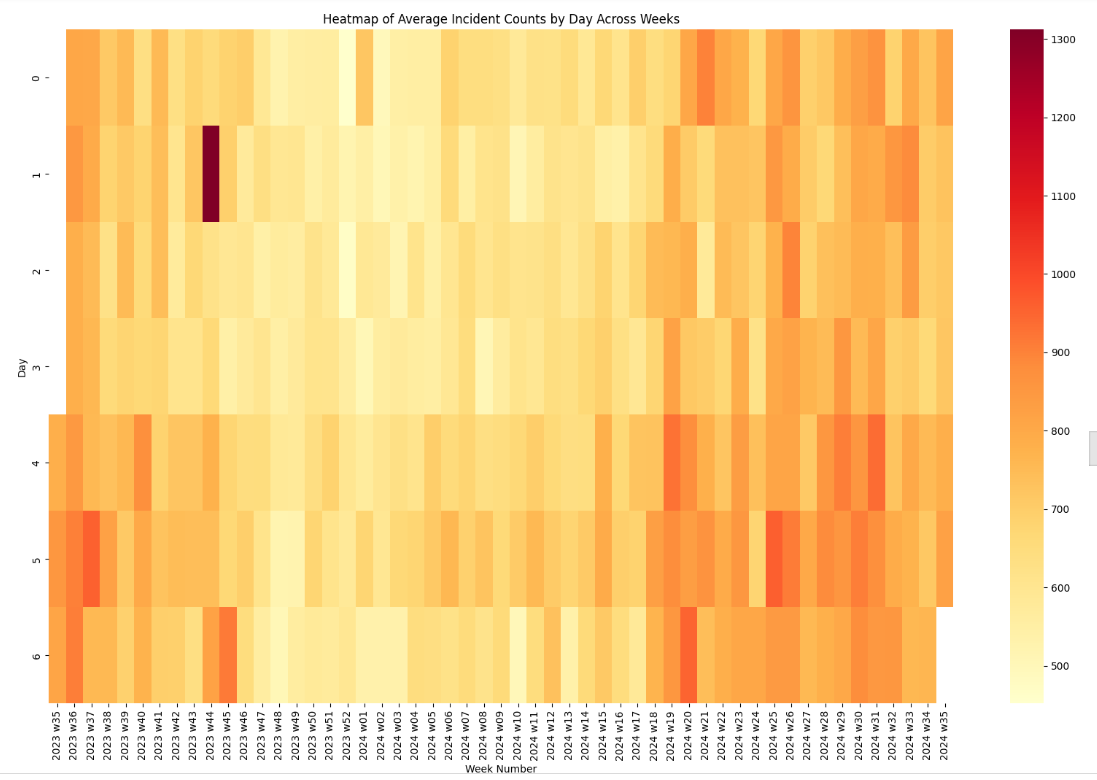 Heatmap of Average Incident Counts by Day Across Weeks
0
1
2
3
4
5
6
Day
2023 w35
2023 w36
2023 w37
2023 w38
2023 w39
2023 w40
2023 w41
2023 w42
2023 w43
2023 w44
2023 w45
2023 w46
2023 w47
2023 w48
2023 w49
2023 w50
2023 w51
2023 w52
2024 w01
2024 w02
2024 w03
2024 w04
2024 w05
2024 w06
2024 w07
2024 w08
2024 w09
2024 w10
2024 w11
2024 w12
2024 w13
2024 w14
2024 w15
2024 w16
2024 w17
2024 w18
2024 w19
2024 w20
2024 w21
2024 w22
2024 w23
2024 w24
2024 w25
2024 w26
2024 w27
2024 w28
2024 w29
2024 w30
2024 w31
2024 w32
2024 w33
2024 w34
2024 w35
Week Number
1300
1200
1100
1000
900
800
700
600
500